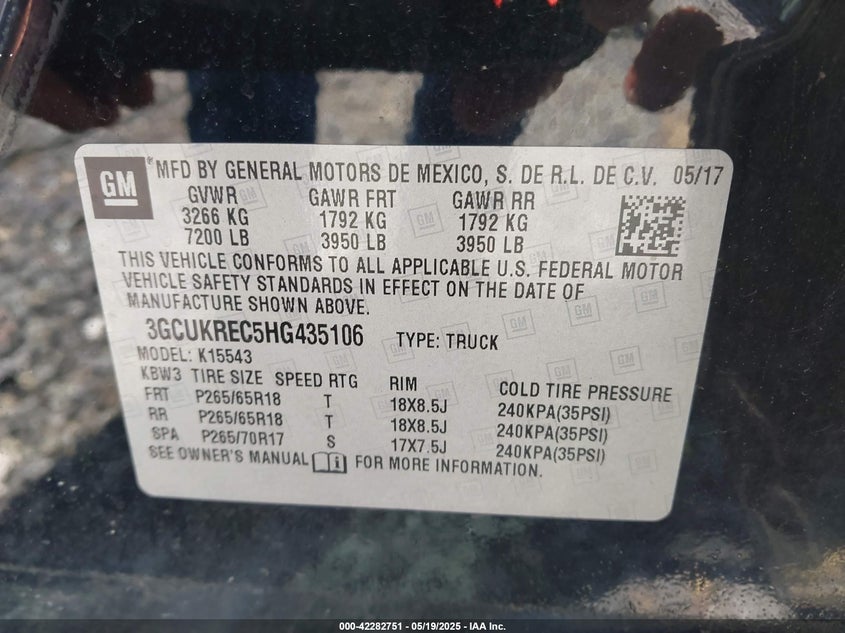 GM ® MFD BY GENERAL MOTORS DE MEXICO, S. DE R.L. DE C.V. 05/17
GVWR GAWR FRT GAWR RR
3266 KG 1792 KG 1792 KG
7200 LB 3950 LB 3950 LB
THIS VEHICLE CONFORMS TO ALL APPLICABLE U.S. FEDERAL MOTOR
VEHICLE SAFETY STANDARDS IN EFFECT ON THE DATE OF
MANUFACTURE SHOWN ABOVE.
3GCUKREC5HG435106 TYPE: TRUCK
MODEL: K15543
KBW3 TIRE SIZE SPEED RTG RIM COLD TIRE PRESSURE
FRT P265/65R18 T 18X8.5J 240KPA(35PSI)
RR P265/65R18 T 18X8.5J 240KPA(35PSI)
SPA P265/70R17 S 17X7.5J 240KPA(35PSI)
SEE OWNER'S MANUAL FOR MORE INFORMATION.
000-42282751 - 05/19/2025 - IAA Inc.